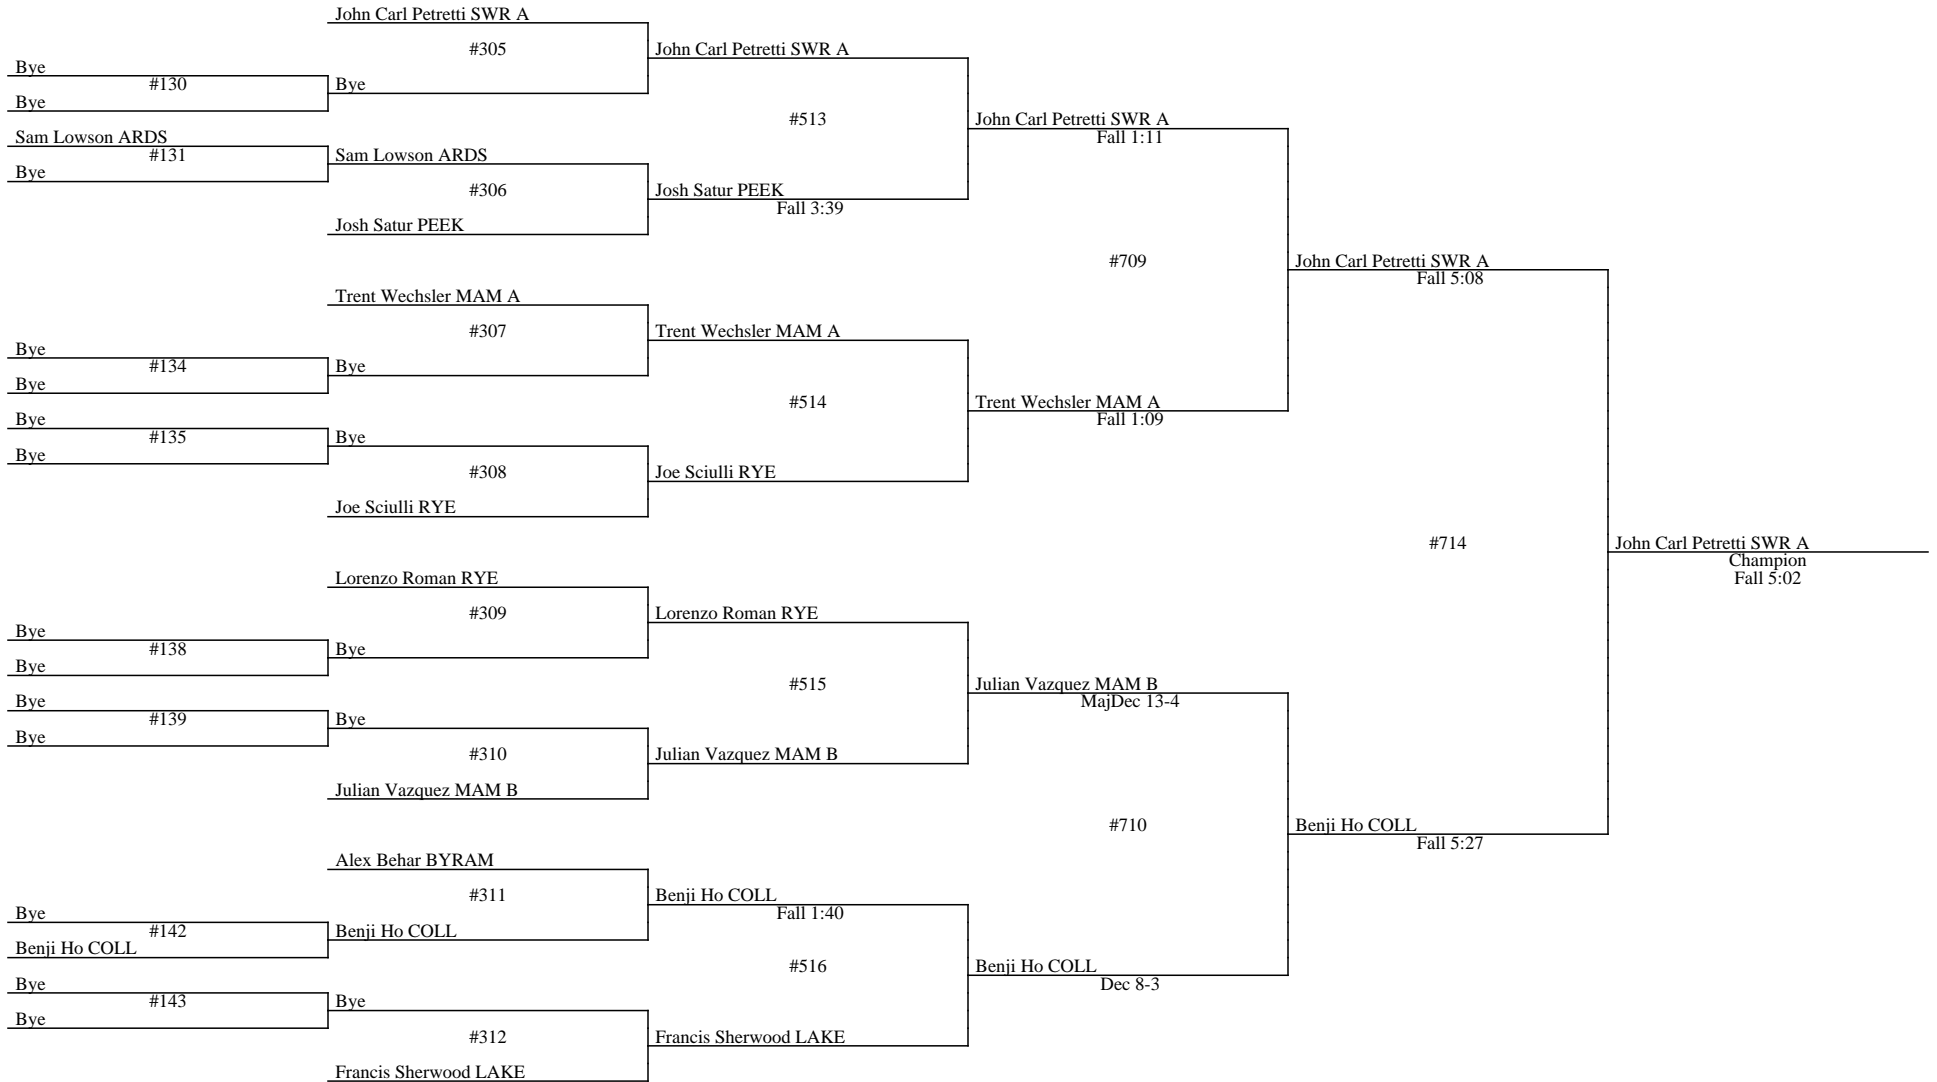 John Carl Petretti SWR A
#305
John Carl Petretti SWR A
Bye
#130
Bye
Bye
#513
John Carl Petretti SWR A
Fall 1:11
Sam Lowson ARDS
#131
Sam Lowson ARDS
Bye
#306
Josh Satur PEEK
Fall 3:39
Josh Satur PEEK
#709
John Carl Petretti SWR A
Fall 5:08
Trent Wechsler MAM A
#307
Trent Wechsler MAM A
Bye
#134
Bye
Bye
#514
Trent Wechsler MAM A
Fall 1:09
Bye
#135
Bye
Bye
#308
Joe Sciulli RYE
Joe Sciulli RYE
#714
John Carl Petretti SWR A
Champion
Fall 5:02
Lorenzo Roman RYE
#309
Lorenzo Roman RYE
Bye
#138
Bye
Bye
#515
Julian Vazquez MAM B
MajDec 13-4
Bye
#139
Bye
Bye
#310
Julian Vazquez MAM B
Julian Vazquez MAM B
#710
Benji Ho COLL
Fall 5:27
Alex Behar BYRAM
#311
Benji Ho COLL
Fall 1:40
Bye
#142
Benji Ho COLL
Benji Ho COLL
#516
Benji Ho COLL
Dec 8-3
Bye
#143
Bye
Bye
#312
Francis Sherwood LAKE
Francis Sherwood LAKE